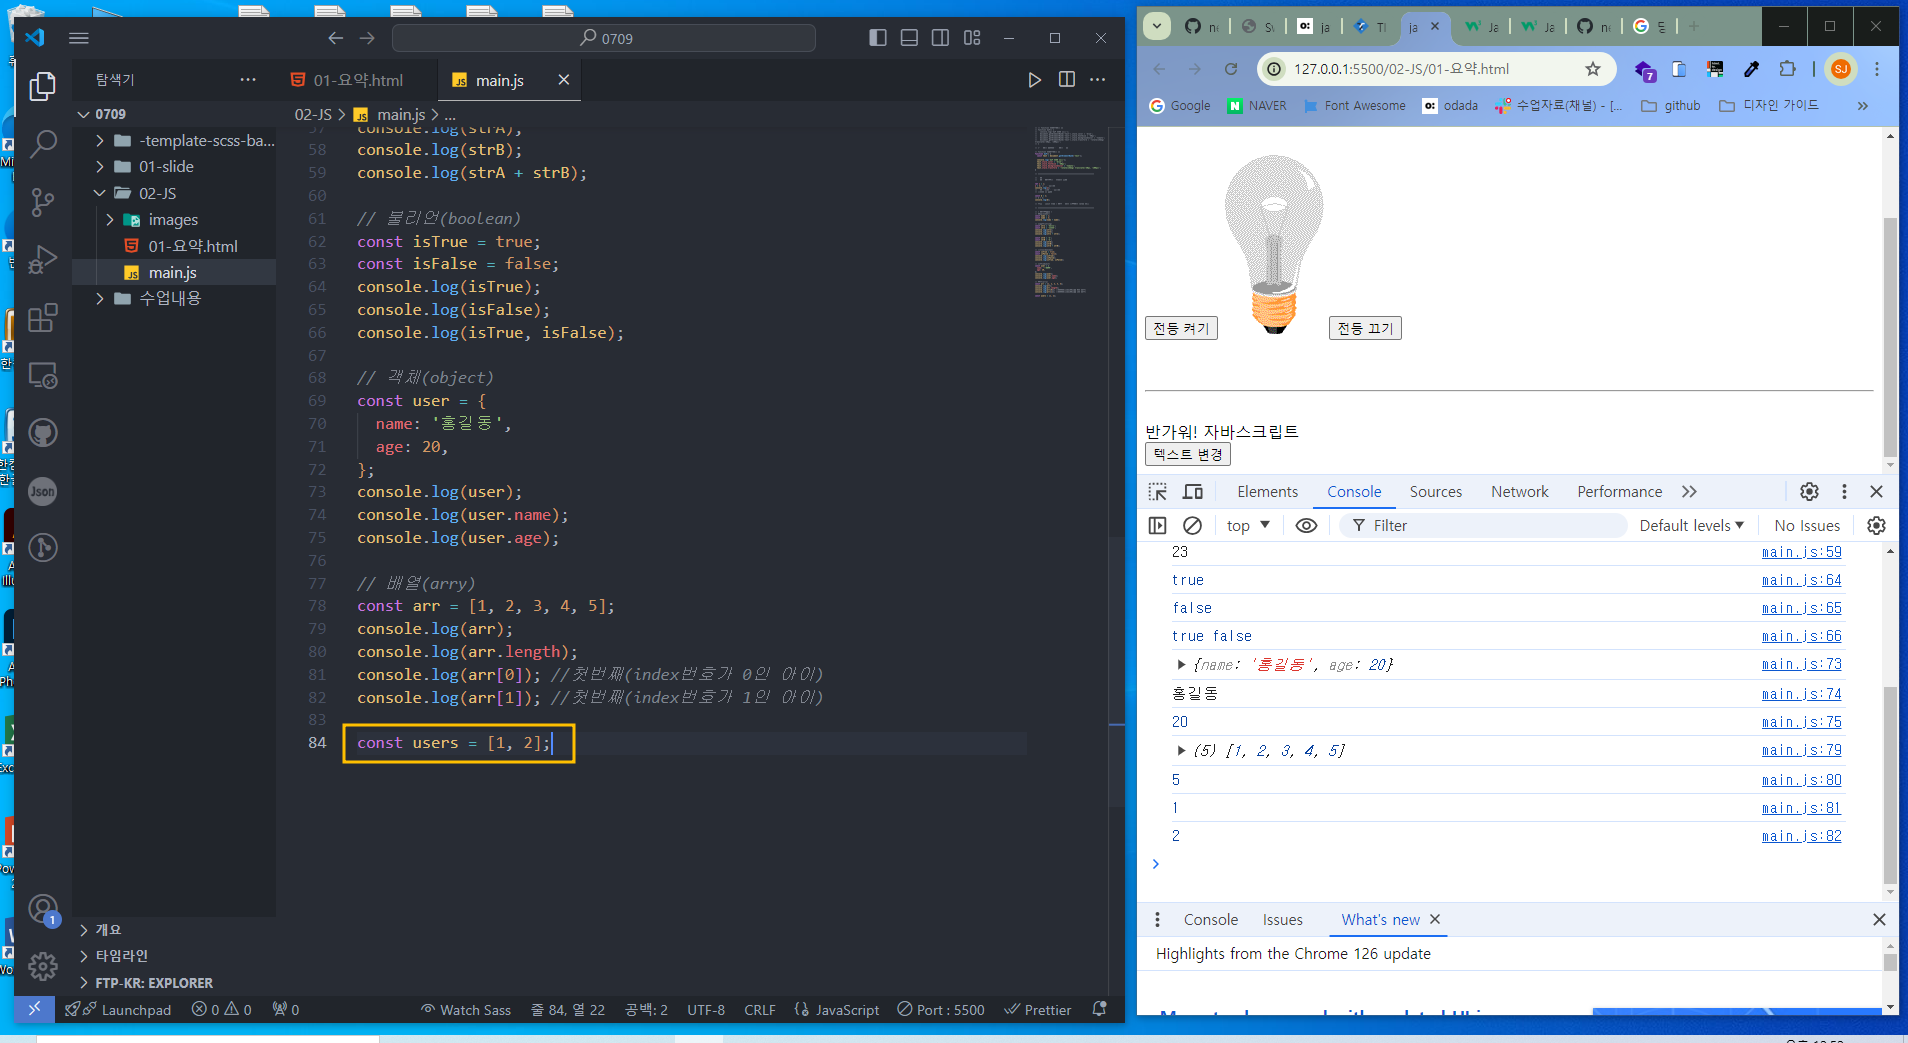 0709
탐색기
01-요약.html
main.js
0709
-template-scss-ba...
01-slide
02-JS
images
01-요약.html
main.js
수업내용
개요
타임라인
FTP-KR: EXPLORER
02-JS > main.js > ...
57 console.log(strA);
58 console.log(strB);
59 console.log(strA + strB);
60
61 // 불리언(boolean)
62 const isTrue = true;
63 const isFalse = false;
64 console.log(isTrue);
65 console.log(isFalse);
66 console.log(isTrue, isFalse);
67
68 // 객체(object)
69 const user = {
70 name: '홍길동',
71 age: 20,
72 };
73 console.log(user);
74 console.log(user.name);
75 console.log(user.age);
76
77 // 배열(arry)
78 const arr = [1, 2, 3, 4, 5];
79 console.log(arr);
80 console.log(arr.length);
81 console.log(arr[0]); //첫번째(index번호가 0인 아이)
82 console.log(arr[1]); //첫번째(index번호가 1인 아이)
83
84 const users = [1, 2];
Json
1
Launchpad 0 0 0 Watch Sass 줄 84, 열 22 공백: 2 UTF-8 CRLF JavaScript Port : 5500 Prettier
127.0.0.1:5500/02-JS/01-요약.html
7
SJ
Google NAVER Font Awesome odada 수업자료(채널) - [... github 디자인 가이드
전등 켜기 전등 끄기
반가워! 자바스크립트
텍스트 변경
Elements Console Sources Network Performance
top Filter Default levels No Issues
23 main.js:59
true main.js:64
false main.js:65
true false main.js:66
{name: '홍길동', age: 20} main.js:73
홍길동 main.js:74
20 main.js:75
(5) [1, 2, 3, 4, 5] main.js:79
5 main.js:80
1 main.js:81
2 main.js:82
Console Issues What's new
Highlights from the Chrome 126 update